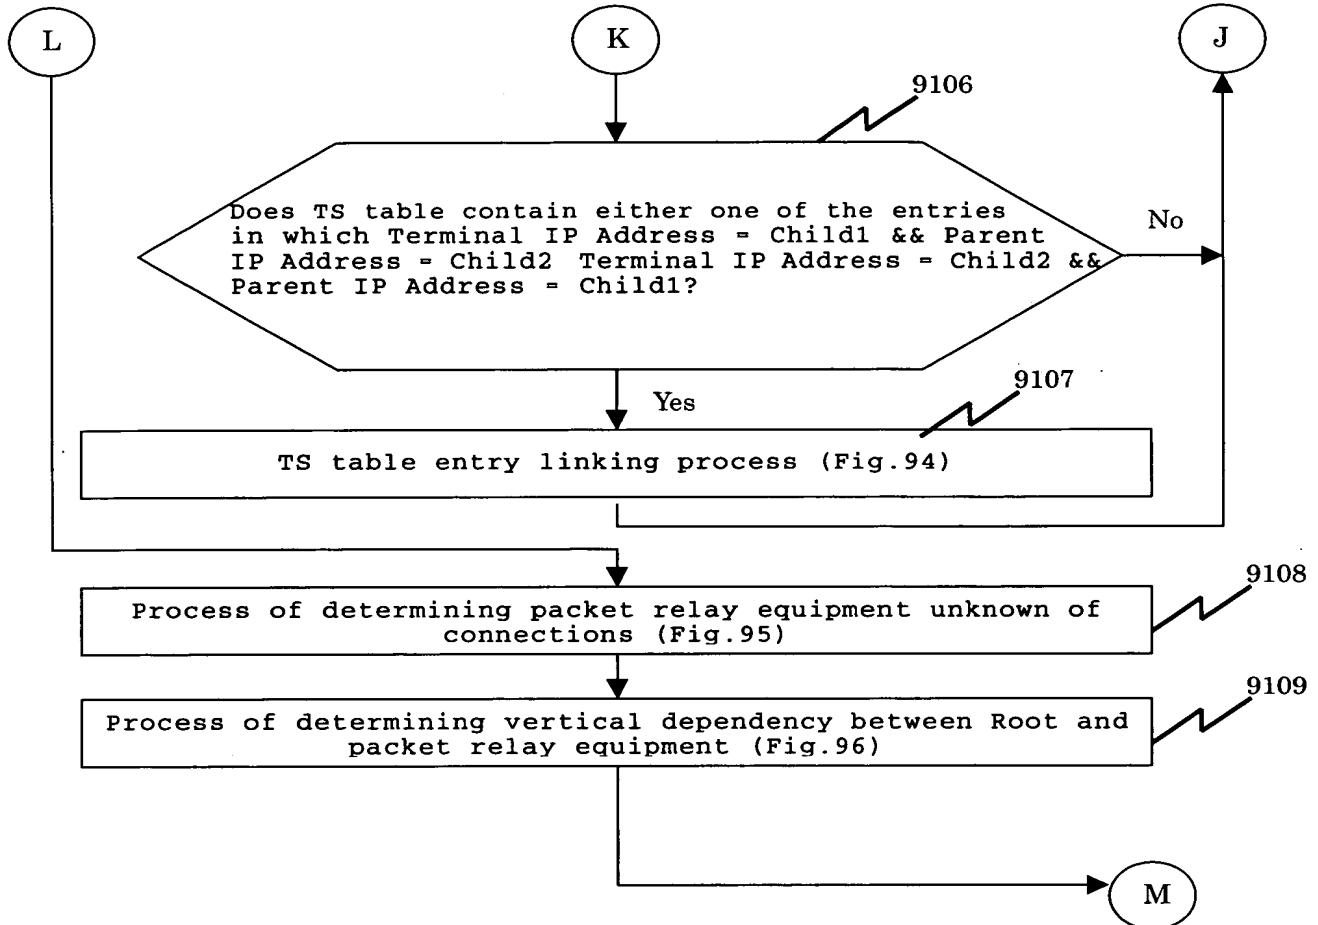 L
K
J
9106
Does TS table contain either one of the entries
in which Terminal IP Address = Child1 && Parent
IP Address = Child2  Terminal IP Address = Child2 &&
Parent IP Address = Child1?
No
Yes
9107
TS table entry linking process (Fig.94)
9108
Process of determining packet relay equipment unknown of
connections (Fig.95)
9109
Process of determining vertical dependency between Root and
packet relay equipment (Fig.96)
M